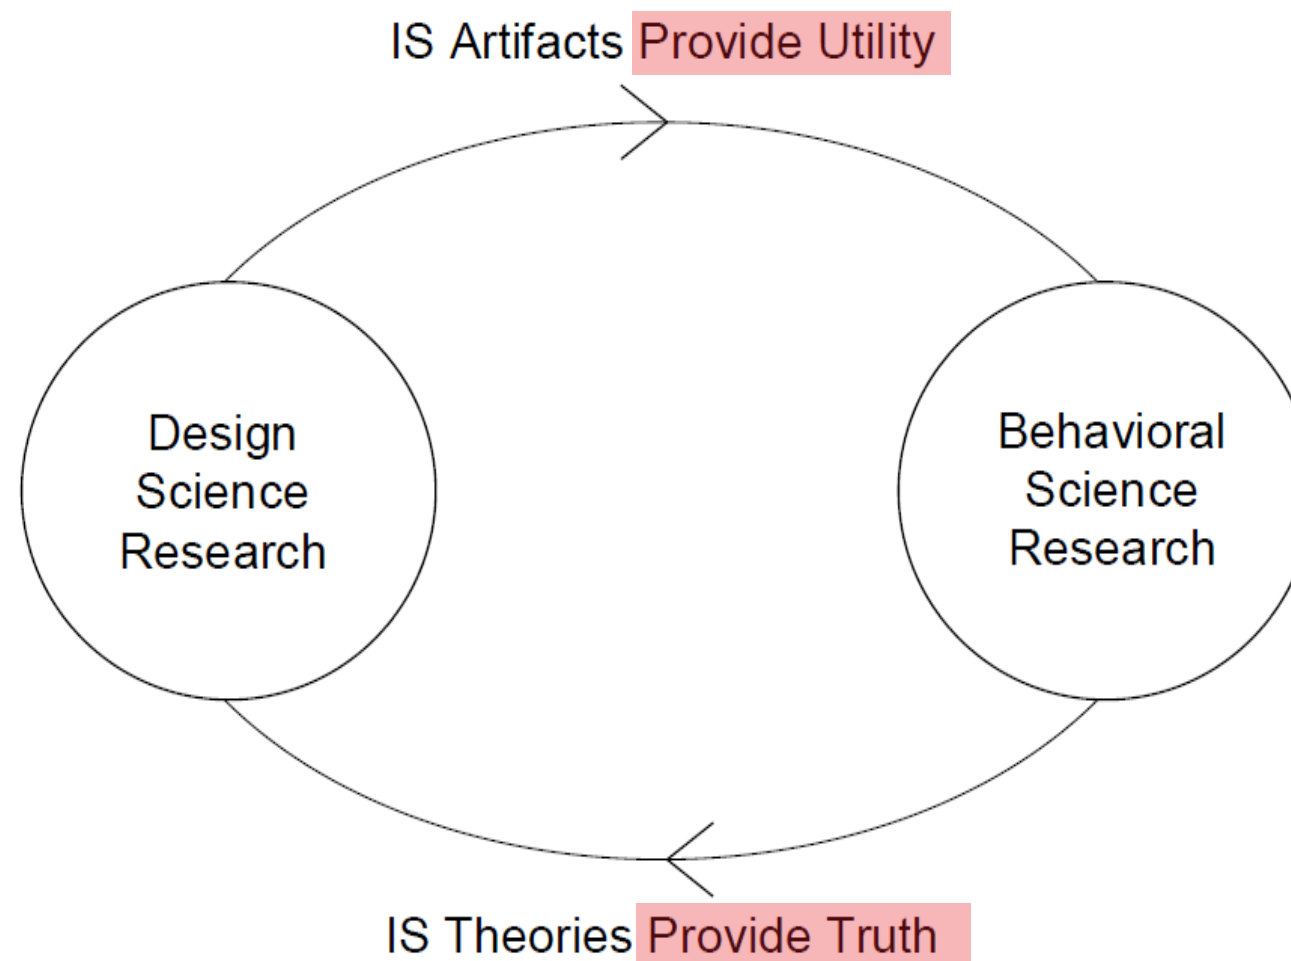 IS Artifacts Provide Utility
Design
Science
Research
Behavioral
Science
Research
IS Theories Provide Truth